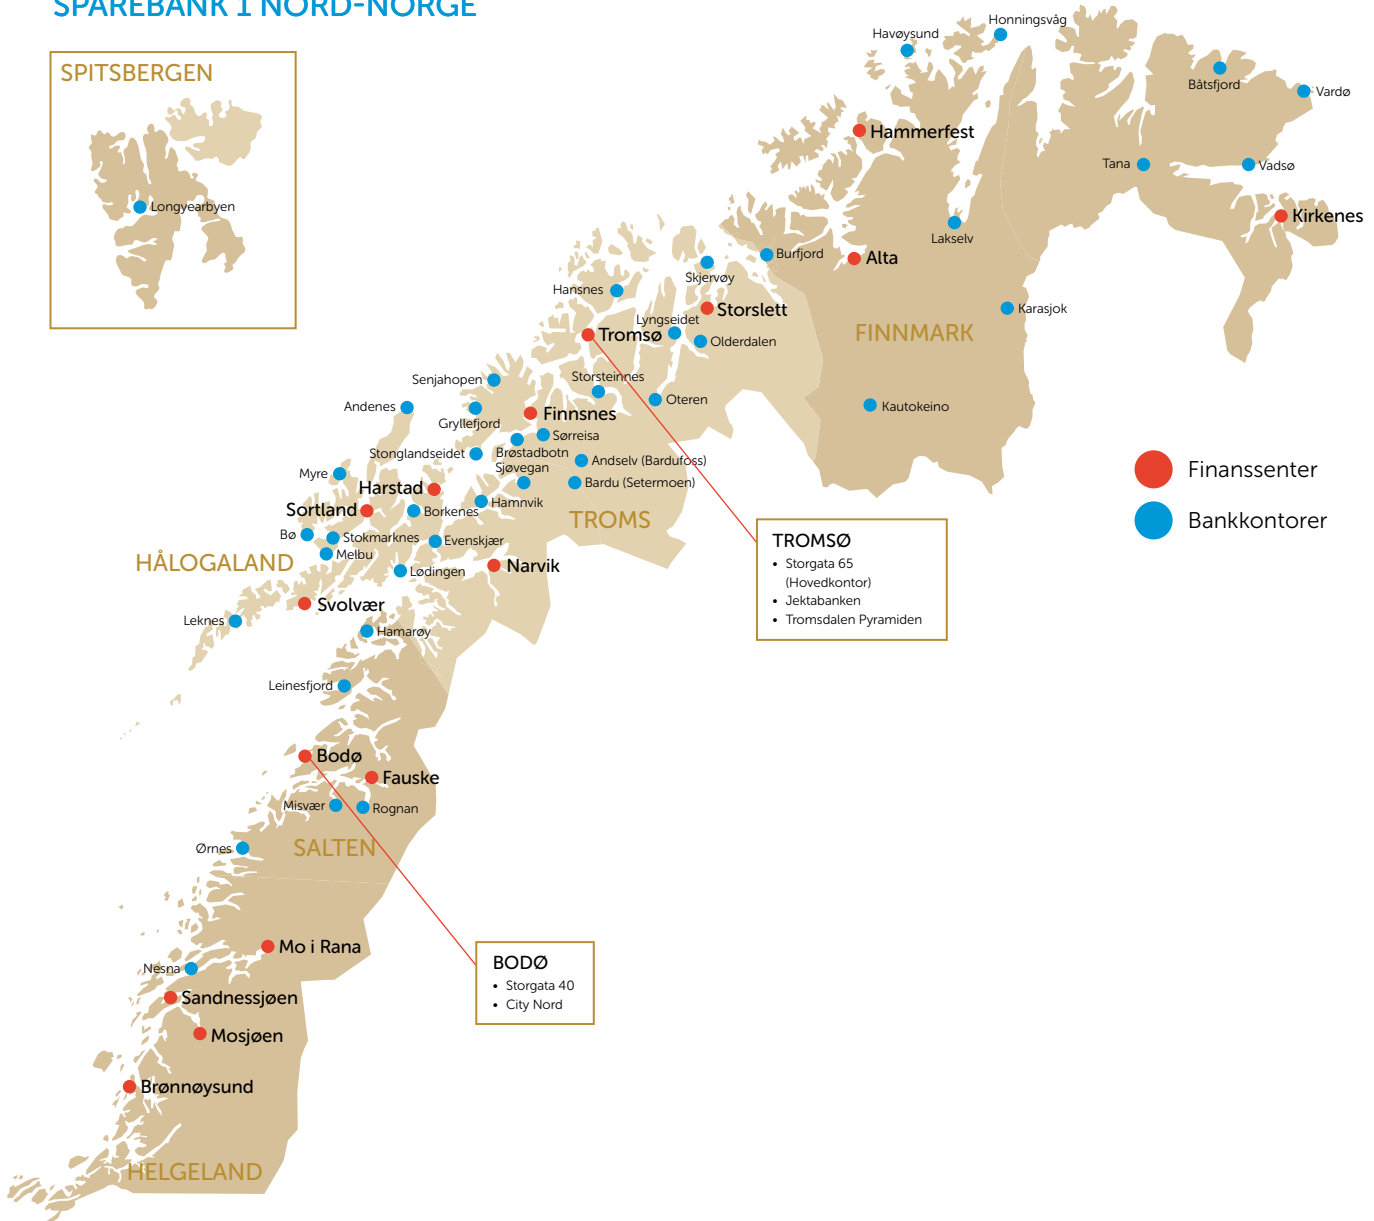 SPAREBANK 1 NORD-NORGE
SPITSBERGEN
Longyearbyen
Honningsvåg
Havøysund
Båtsfjord
Vardø
Hammerfest
Tana
Vadsø
Kirkenes
Lakselv
Burfjord
Alta
Skjervøy
Hansnes
Storslett
Karasjok
Lyngseidet
FINNMARK
Tromsø
Olderdalen
Storsteinnes
Senjahopen
Oteren
Andenes
Kautokeino
Finnsnes
Gryllefjord
Sørreisa
Stonglandseidet
Brøstadbotn
Andselv (Bardufoss)
Sjøvegan
Myre
Bardu (Setermoen)
Harstad
Hamnvik
Sortland
Borkenes
TROMS
Bø
Stokmarknes
Evenskjær
Melbu
HÅLOGALAND
Narvik
Lødingen
Svolvær
Leknes
Hamarøy
Leinesfjord
Finanssenter
Bankkontorer
TROMSØ
• Storgata 65
(Hovedkontor)
• Jektabanken
• Tromsdalen Pyramiden
Bodø
Fauske
Misvær
Rognan
SALTEN
Ørnes
Mo i Rana
Nesna
BODØ
• Storgata 40
• City Nord
Sandnessjøen
Mosjøen
Brønnøysund
HELGELAND